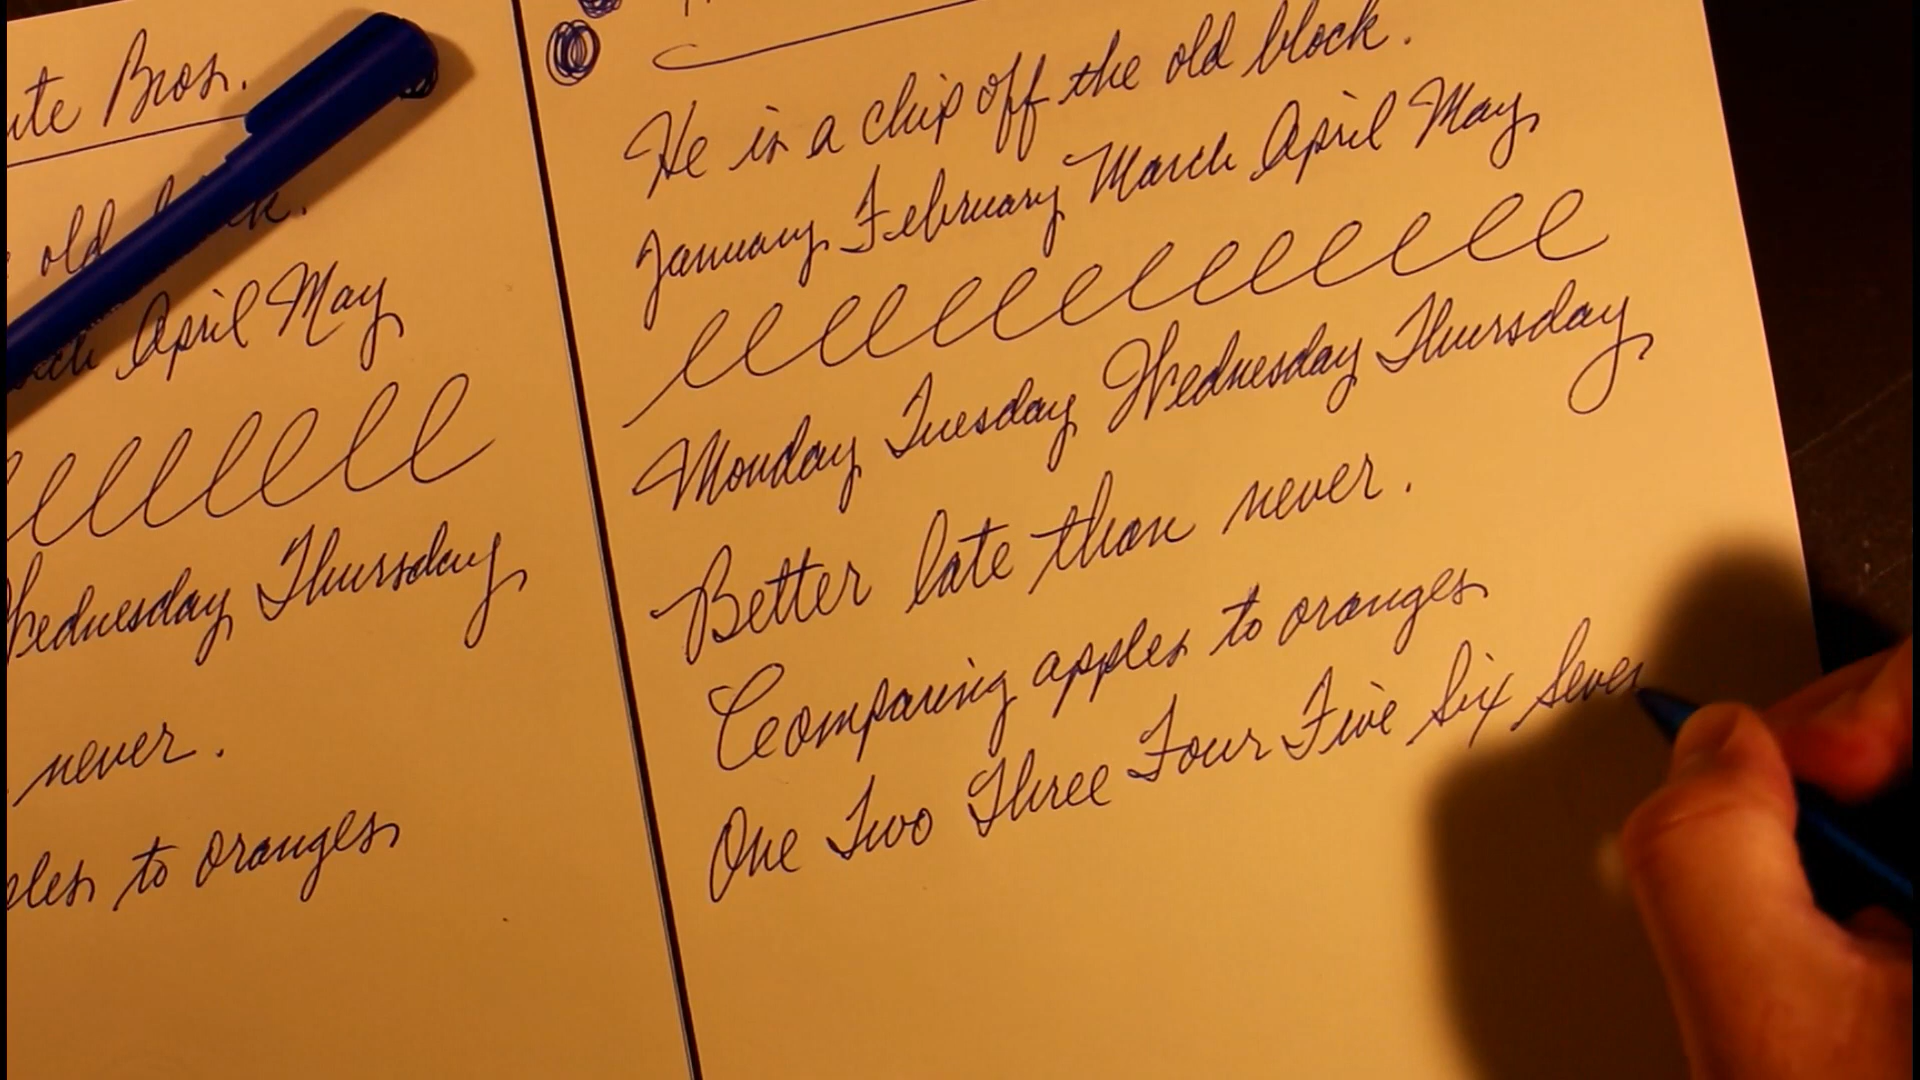 Bros.
old
April May
Wednesday Thursday
never.
to oranges
He is a chip off the old block.
January February March April May
Monday Tuesday Wednesday Thursday
Better late than never.
Comparing apples to oranges
One Two Three Four Five Six Seven